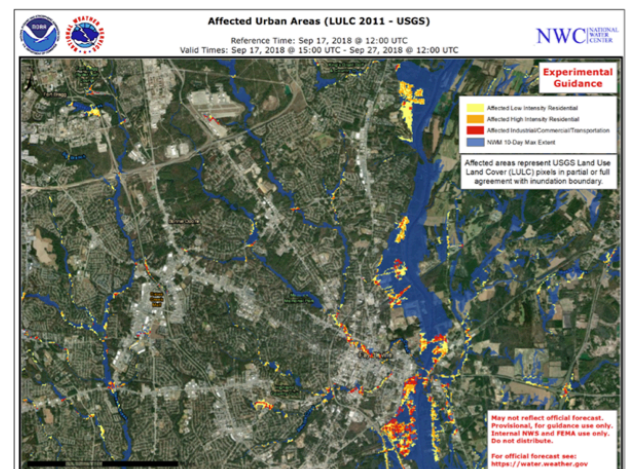 Affected Urban Areas (LULC 2011 - USGS)
Reference Time: Sep 17, 2018 @ 12:00 UTC
Valid Times: Sep 17, 2018 @ 15:00 UTC - Sep 27, 2018 @ 12:00 UTC
NWC
NATIONAL
WATER
CENTER
Experimental
Guidance
Affected Low Intensity Residential
Affected High Intensity Residential
Affected Industrial/Commercial/Transportation
NWM 10-Day Max Extent
Affected areas represent USGS Land Use
Land Cover (LULC) pixels in partial or full
agreement with inundation boundary.
May not reflect official forecast.
Provisional, for guidance use only.
Internal NWS and FEMA use only.
Do not distribute.
For official forecast see:
https://water.weather.gov